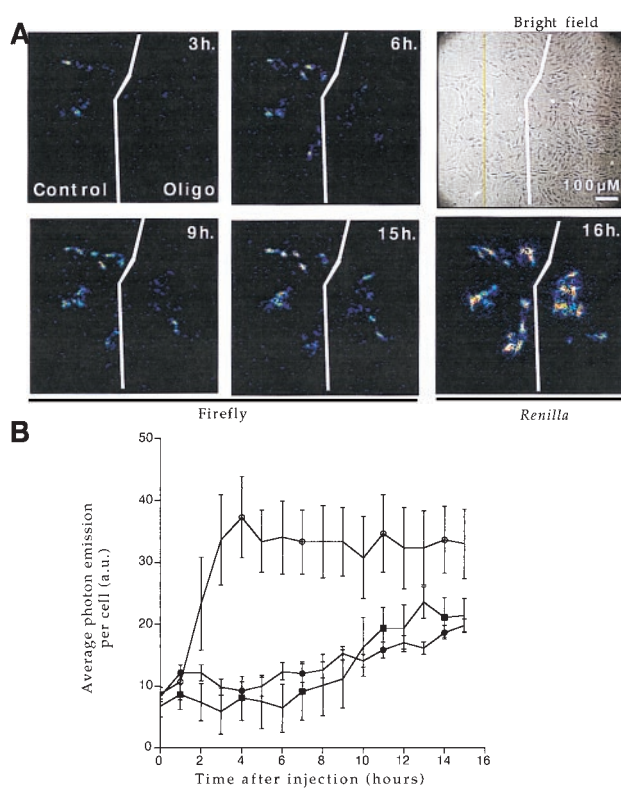 A
3h.
6h.
Bright field
Control
Oligo
100µM
9h.
15h.
16h.
Firefly
Renilla
B
50
40
30
20
10
0
Average photon emission
per cell (a.u.)
0 2 4 6 8 10 12 14 16
Time after injection (hours)